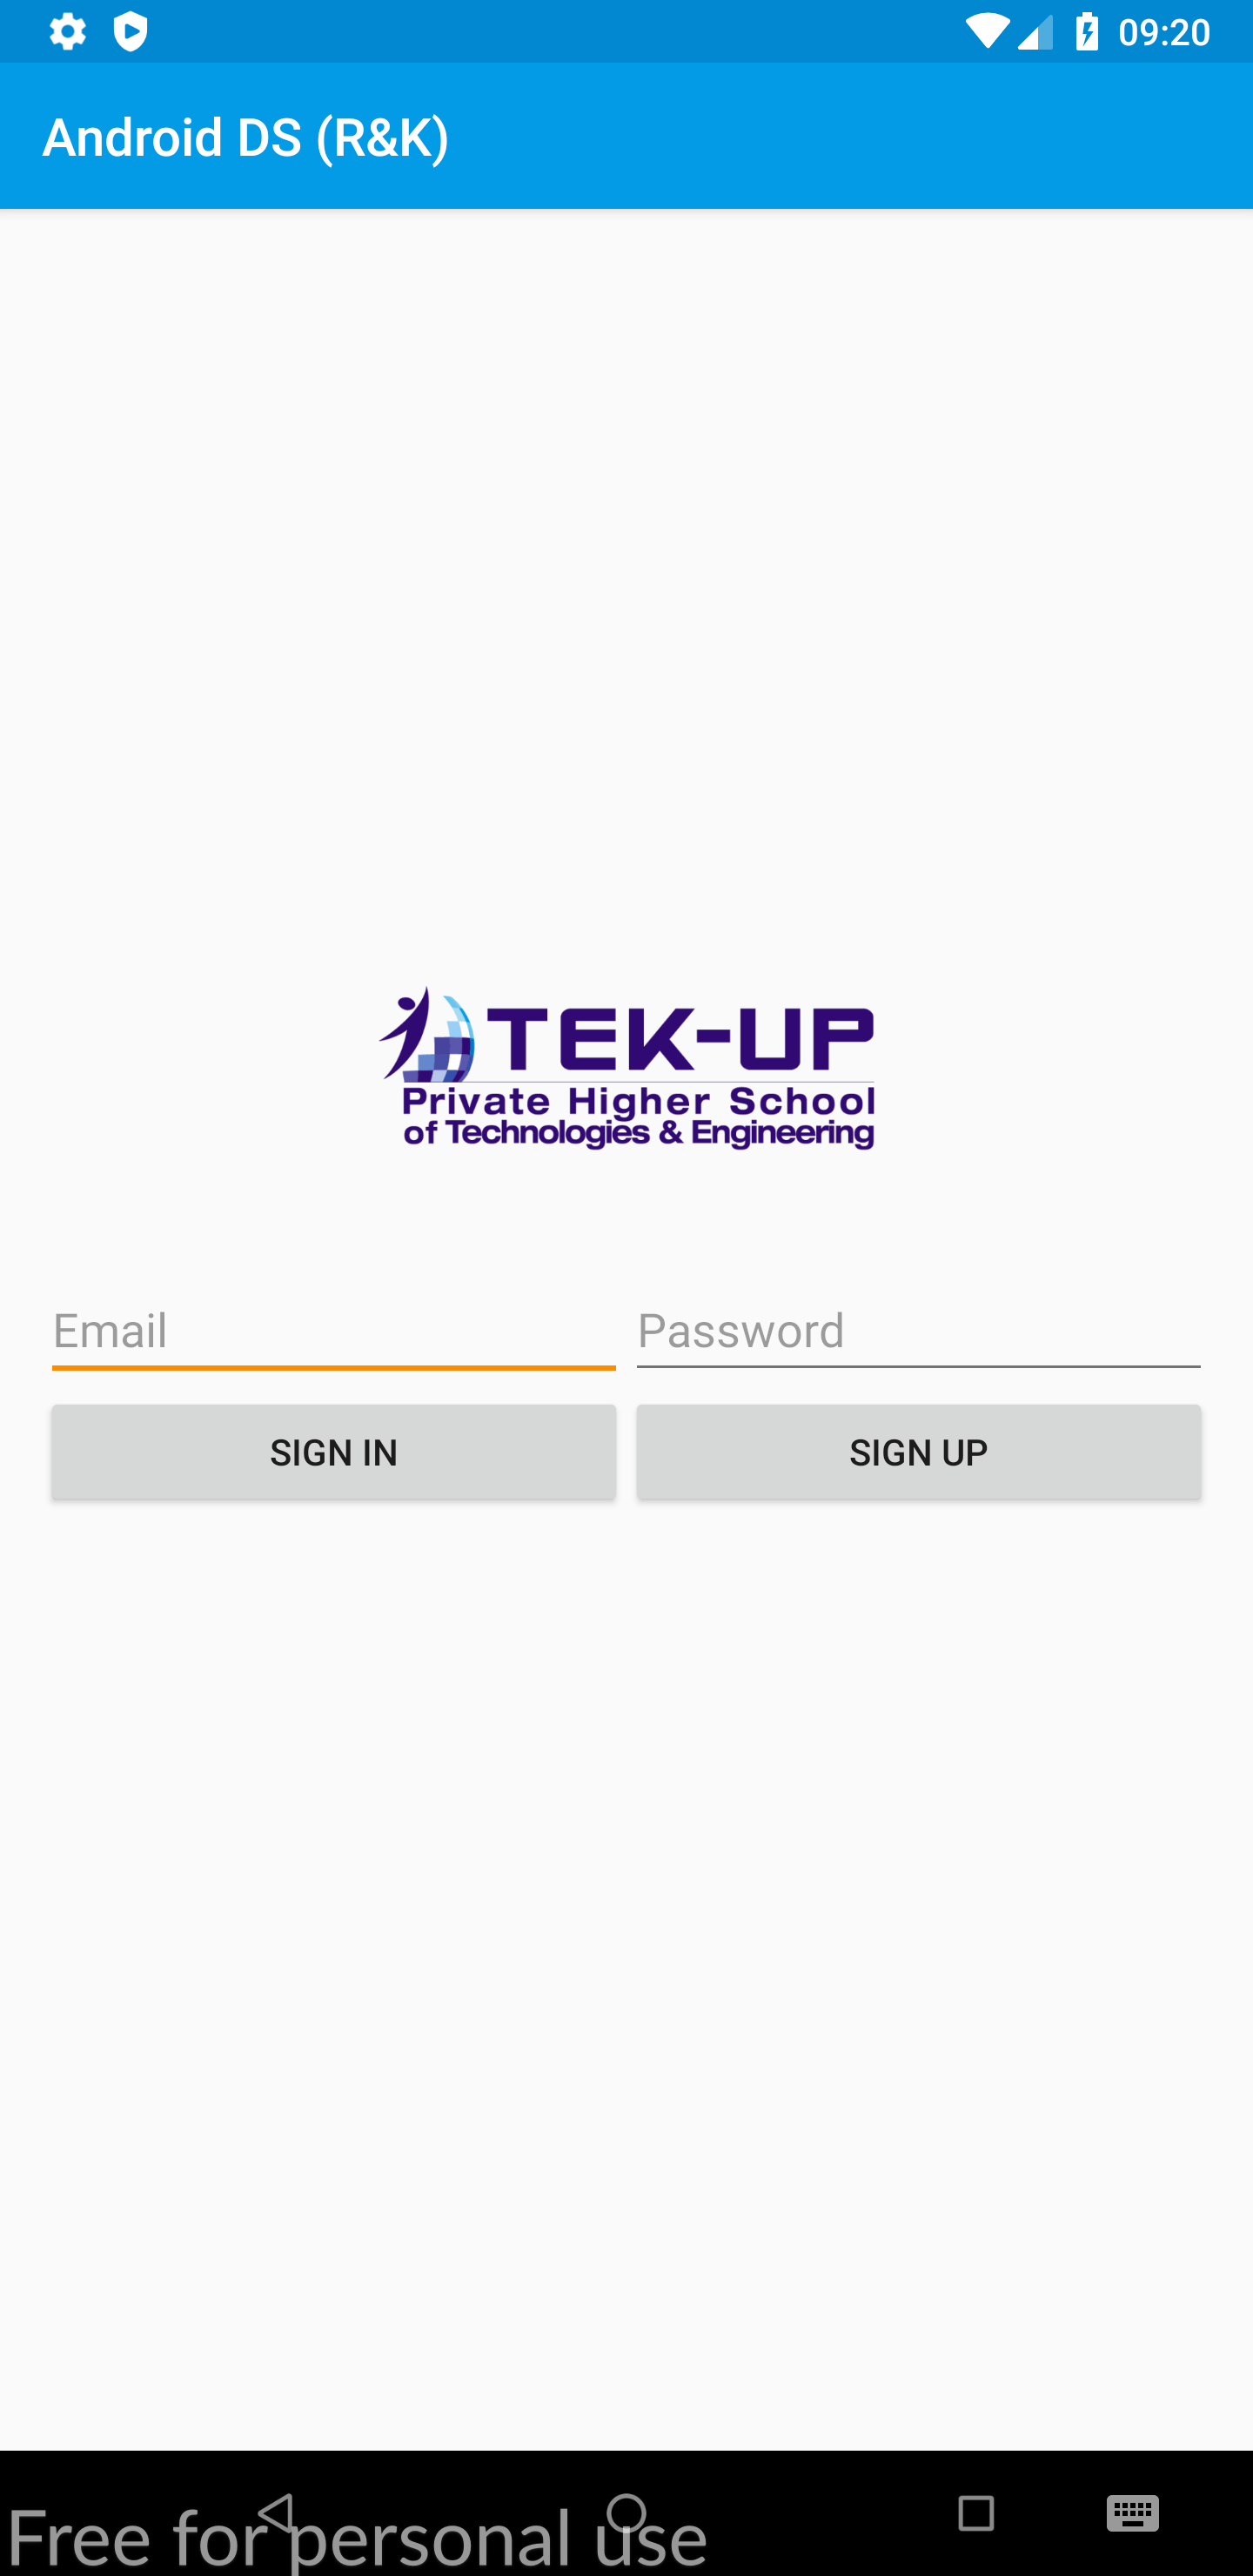 09:20
Android DS (R&K)
TEK-UP
Private Higher School
of Technologies & Engineering
Email Password
SIGN IN SIGN UP
Free for personal use